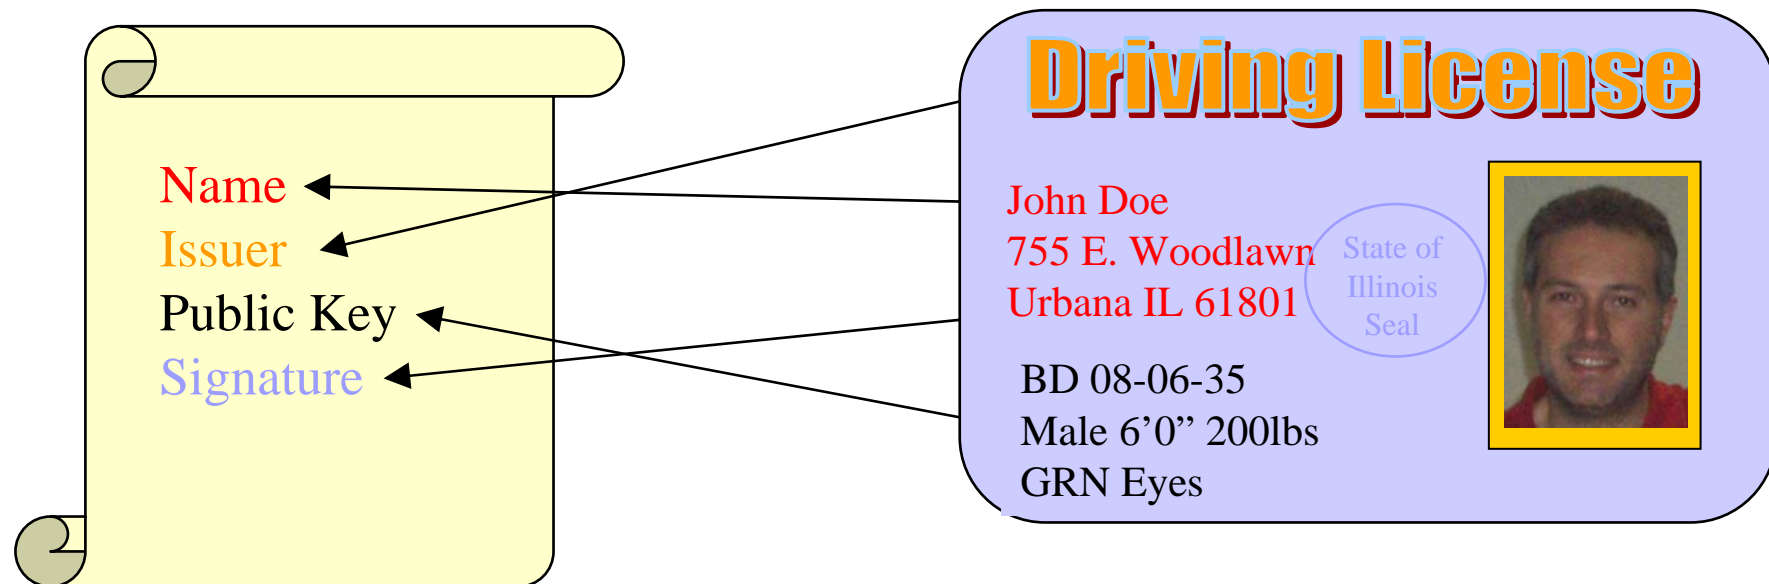 Name
Issuer
Public Key
Signature
Driving License
John Doe
755 E. Woodlawn
Urbana IL 61801
State of
Illinois
Seal
BD 08-06-35
Male 6’0” 200lbs
GRN Eyes